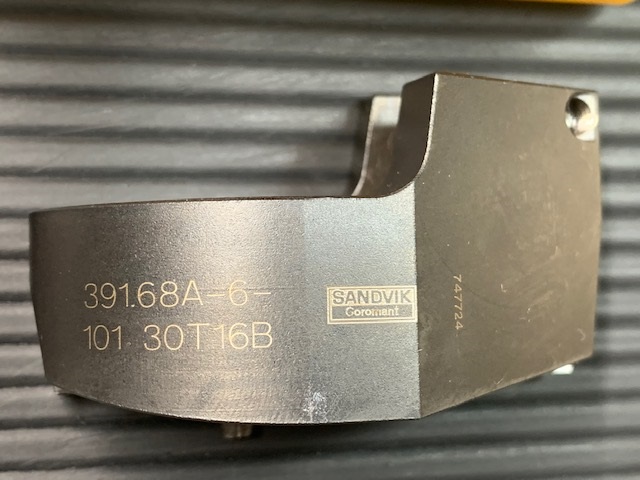 391.68A-6-
101 30T16B
SANDVIK
Coromant
747724